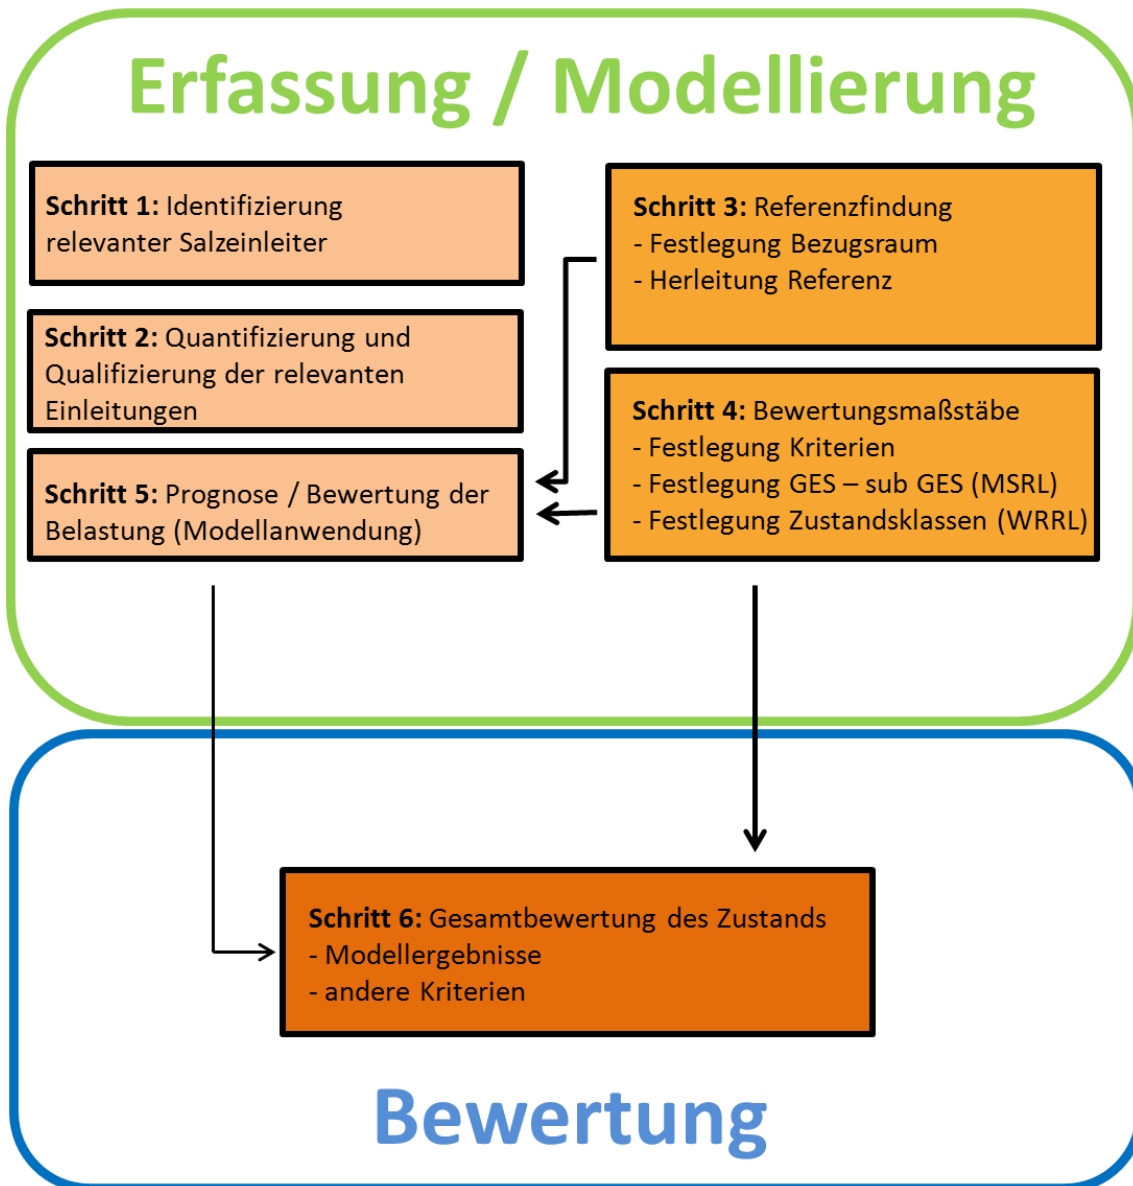 Erfassung / Modellierung
Schritt 1: Identifizierung
relevanter Salzeinleiter
Schritt 2: Quantifizierung und
Qualifizierung der relevanten
Einleitungen
Schritt 5: Prognose / Bewertung der
Belastung (Modellanwendung)
Schritt 3: Referenzfindung
- Festlegung Bezugsraum
- Herleitung Referenz
Schritt 4: Bewertungsmaßstäbe
- Festlegung Kriterien
- Festlegung GES – sub GES (MSRL)
- Festlegung Zustandsklassen (WRRL)
Schritt 6: Gesamtbewertung des Zustands
- Modellergebnisse
- andere Kriterien
Bewertung